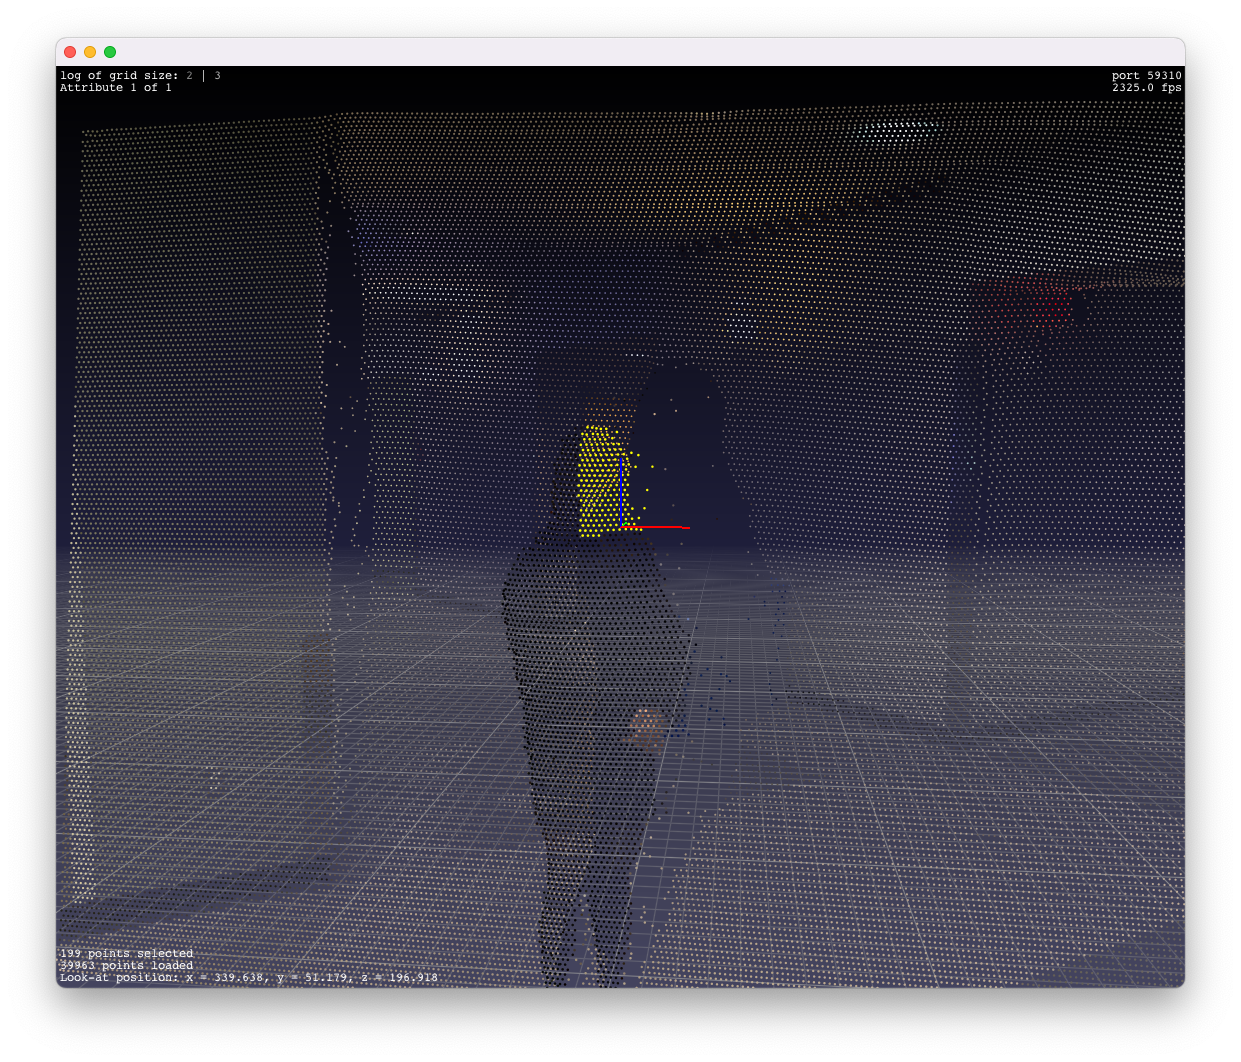 log of grid size: 2 | 3
Attribute 1 of 1
port 59310
2325.0 fps
199 points selected
39963 points loaded
Look-at position: x = 339.638, y = 51.179, z = 196.918